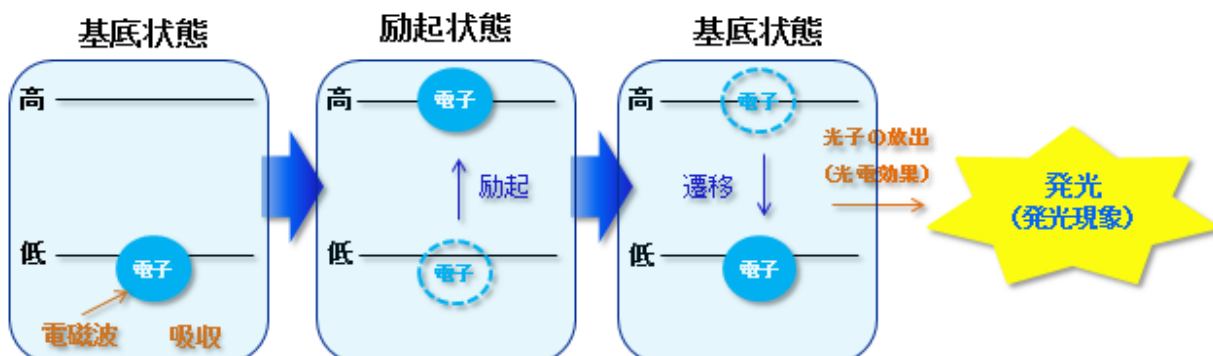 基底状態
高
低
電子
電磁波 吸収
励起状態
高
電子
励起
低
電子
基底状態
高
電子
遷移
低
電子
光子の放出
(光電効果)
発光
(発光現象)